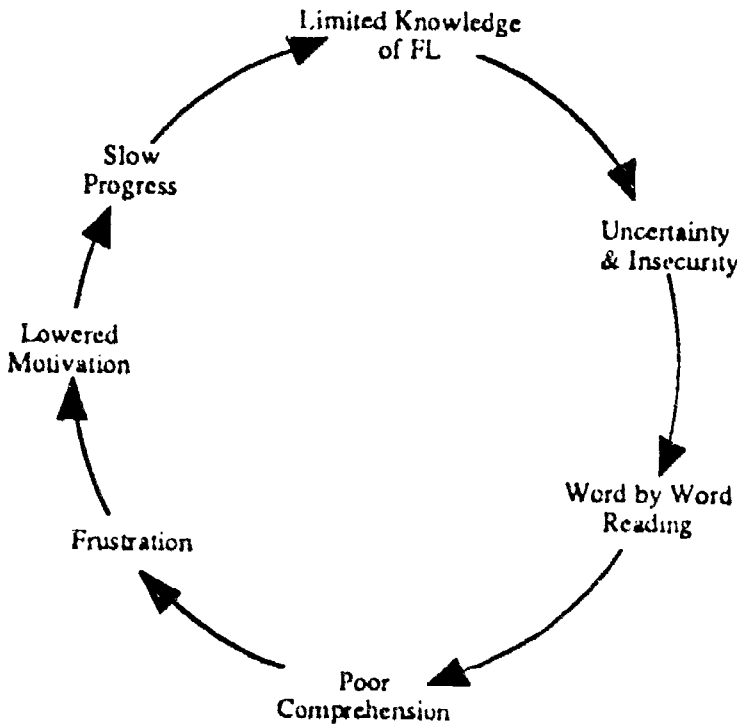 Limited Knowledge
of FL
Uncertainty
& Insecurity
Word by Word
Reading
Poor
Comprehension
Frustration
Lowered
Motivation
Slow
Progress